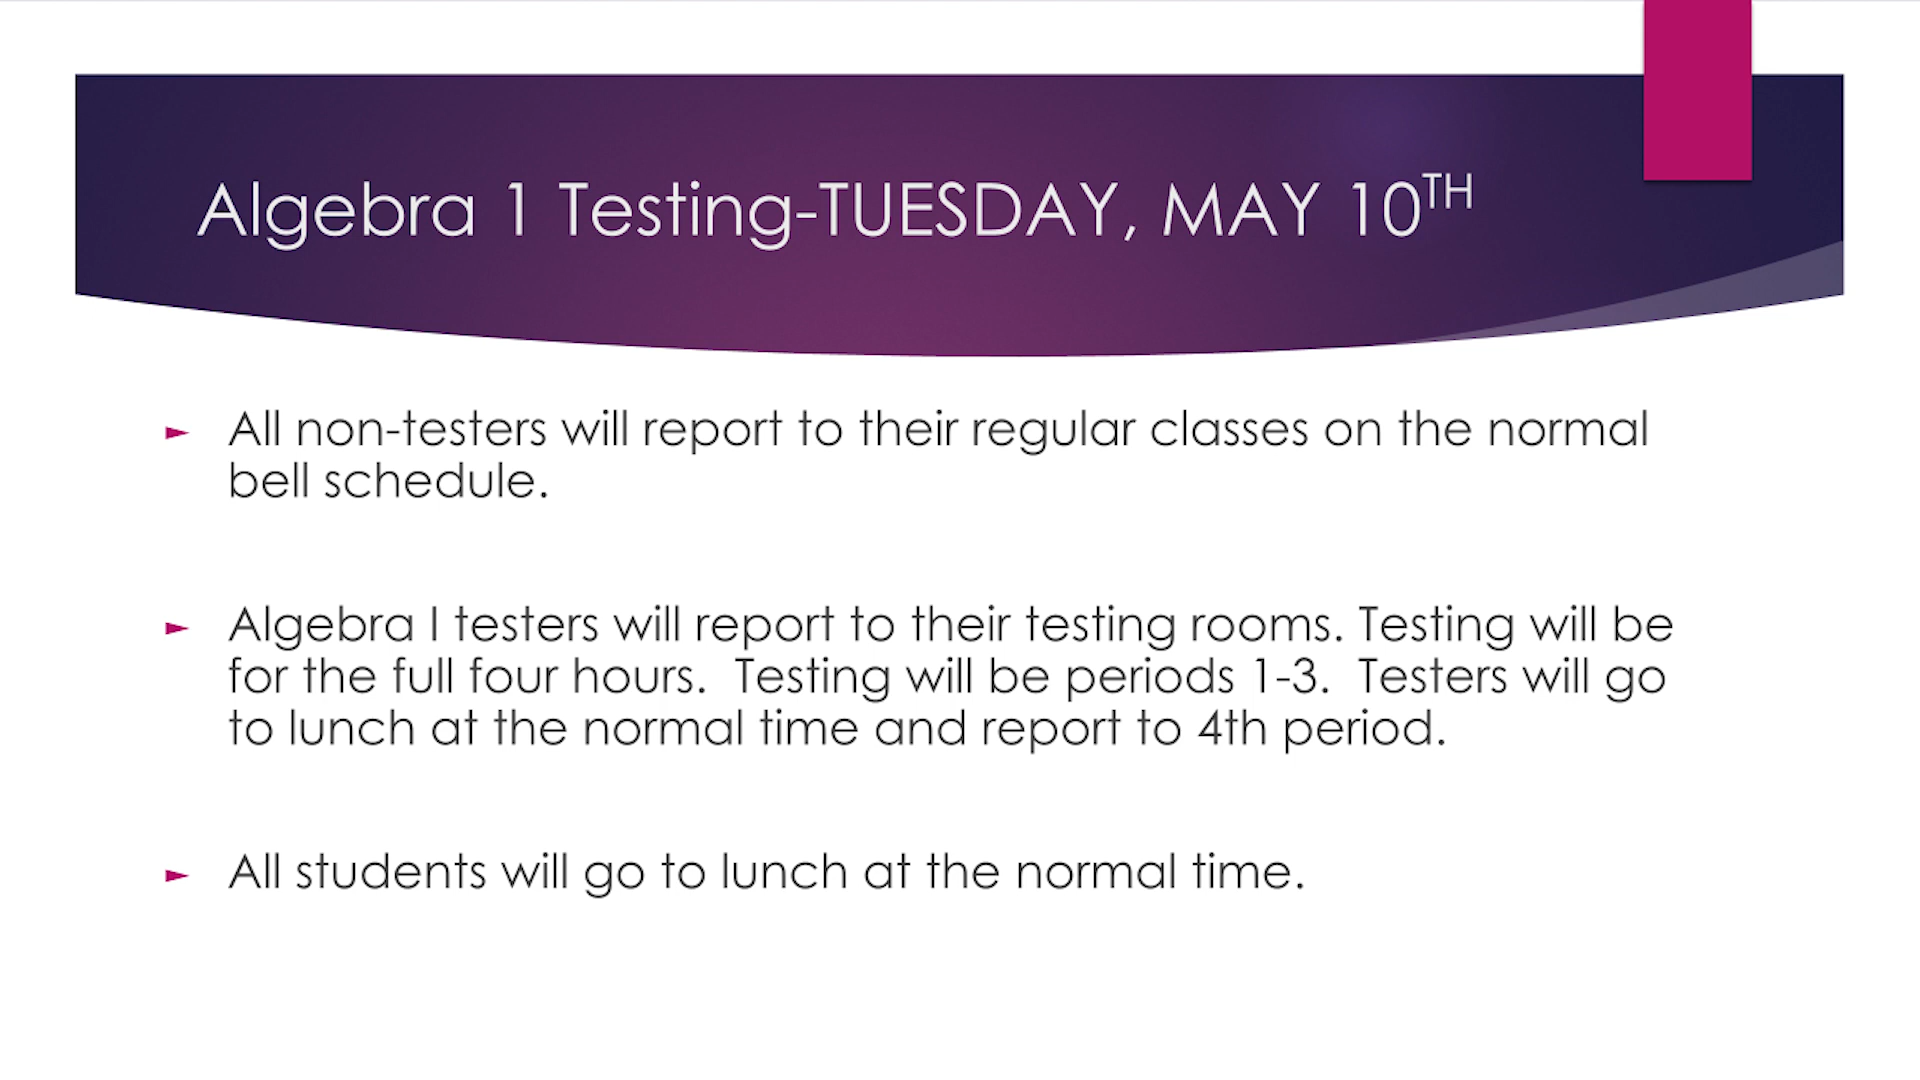 Algebra 1 Testing-TUESDAY, MAY 10TH
► All non-testers will report to their regular classes on the normal
bell schedule.
► Algebra I testers will report to their testing rooms. Testing will be
for the full four hours.  Testing will be periods 1-3.  Testers will go
to lunch at the normal time and report to 4th period.
► All students will go to lunch at the normal time.